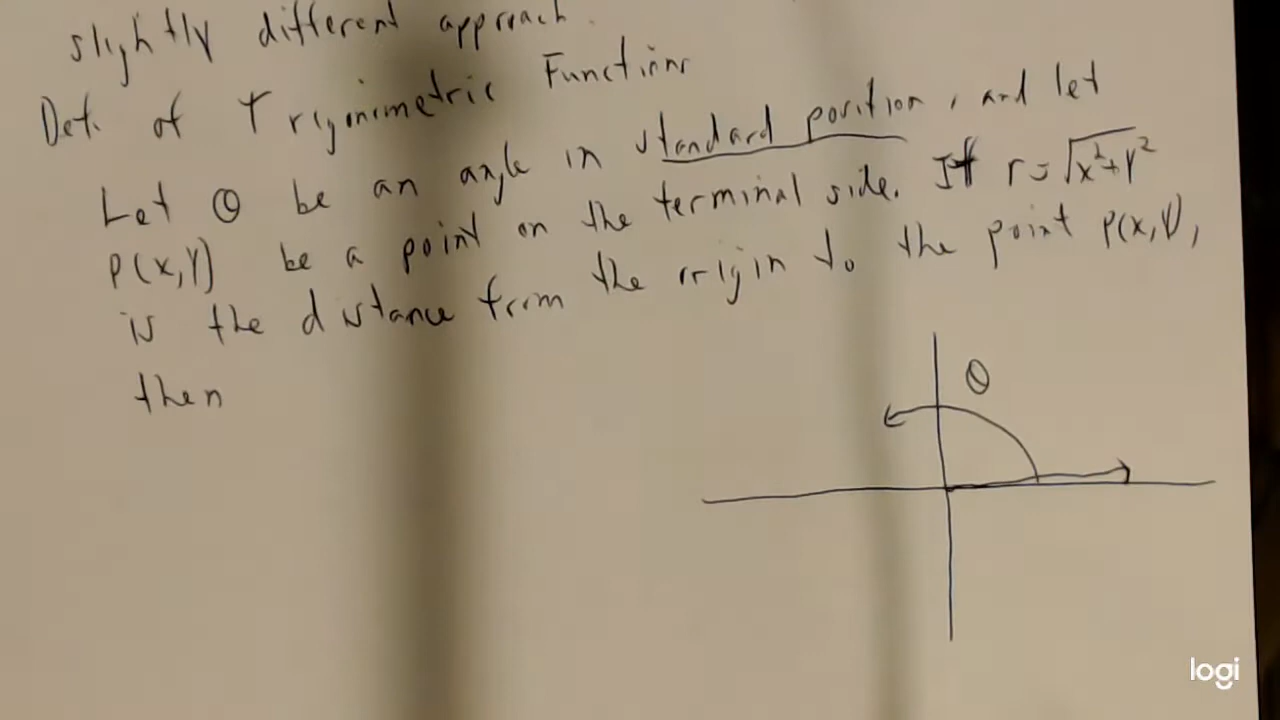 slightly different approach.
Def. of Trigonimetric Functions
Let θ be an angle in standard position, and let
P(x,y) be a point on the terminal side. If r = √x²+y²
is the distance from the origin to the point P(x,y),
then
θ
logi